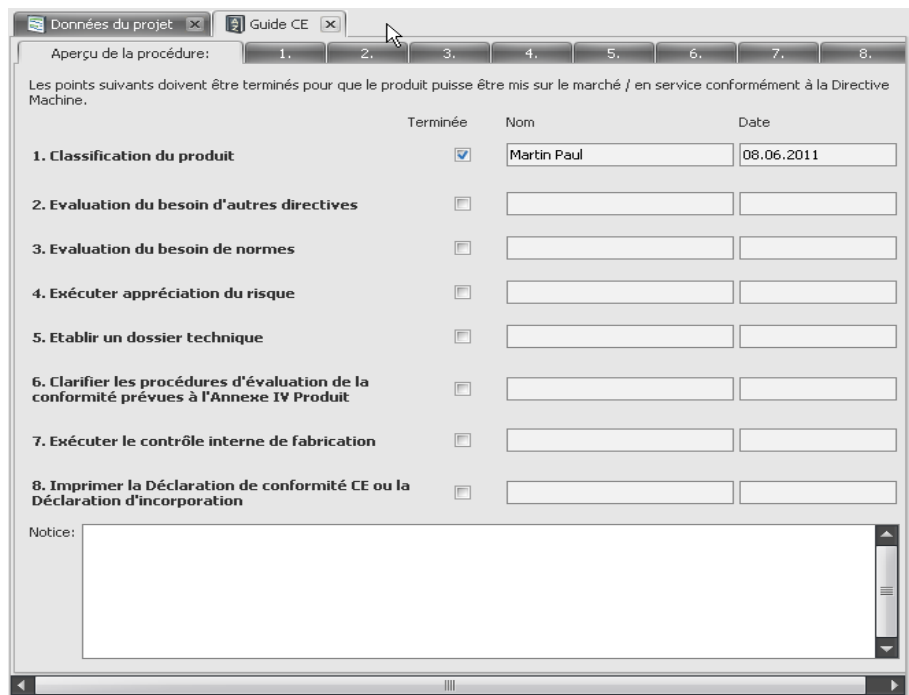 Données du projet
Guide CE
Aperçu de la procédure: 1. 2. 3. 4. 5. 6. 7. 8.
Les points suivants doivent être terminés pour que le produit puisse être mis sur le marché / en service conformément à la Directive
Machine.
Terminée Nom Date
1. Classification du produit Martin Paul 08.06.2011
2. Evaluation du besoin d'autres directives
3. Evaluation du besoin de normes
4. Exécuter appréciation du risque
5. Etablir un dossier technique
6. Clarifier les procédures d'évaluation de la
conformité prévues à l'Annexe IV Produit
7. Exécuter le contrôle interne de fabrication
8. Imprimer la Déclaration de conformité CE ou la
Déclaration d'incorporation
Notice: